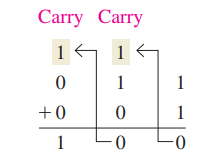 Carry Carry
1 1
0 1 1
+0 0 1
1 0 0